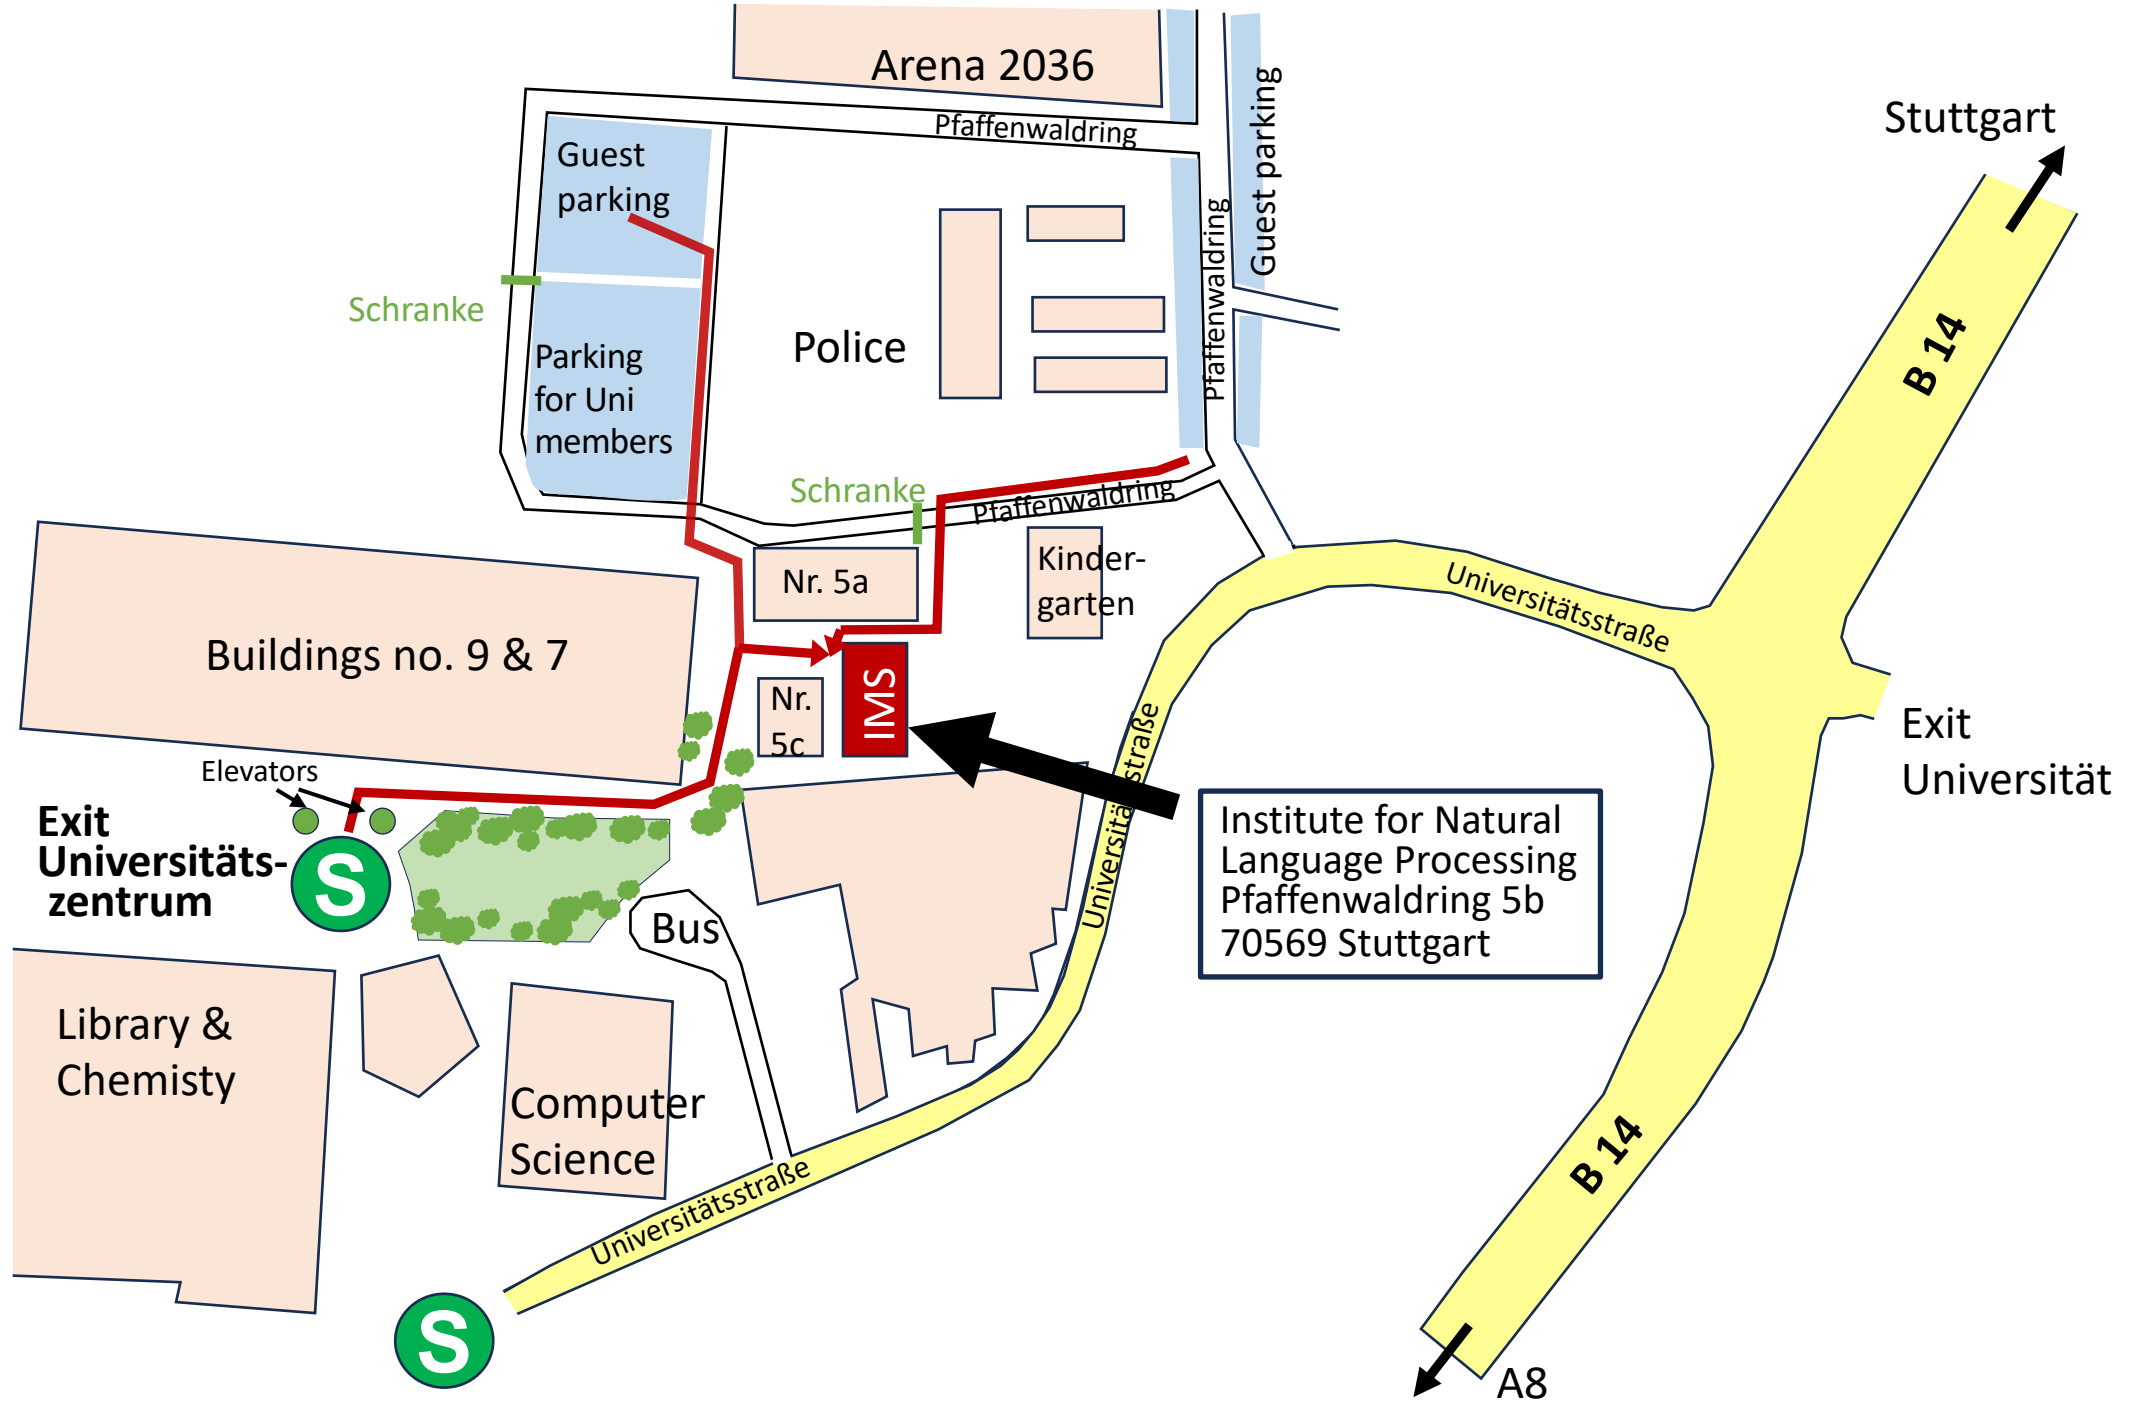 Arena 2036
Pfaffenwaldring
Guest parking
Stuttgart
Guest
parking
Pfaffenwaldring
Schranke
Police
B 14
Parking
for Uni
members
Schranke
Pfaffenwaldring
Kinder-
garten
Nr. 5a
Universitätsstraße
Buildings no. 9 & 7
IMS
Nr.
5c
Exit
Universität
Elevators
Universitätsstraße
Exit
Universitäts-
zentrum
S
Institute for Natural
Language Processing
Pfaffenwaldring 5b
70569 Stuttgart
Bus
Library &
Chemisty
Computer
Science
B 14
Universitätsstraße
S
A8